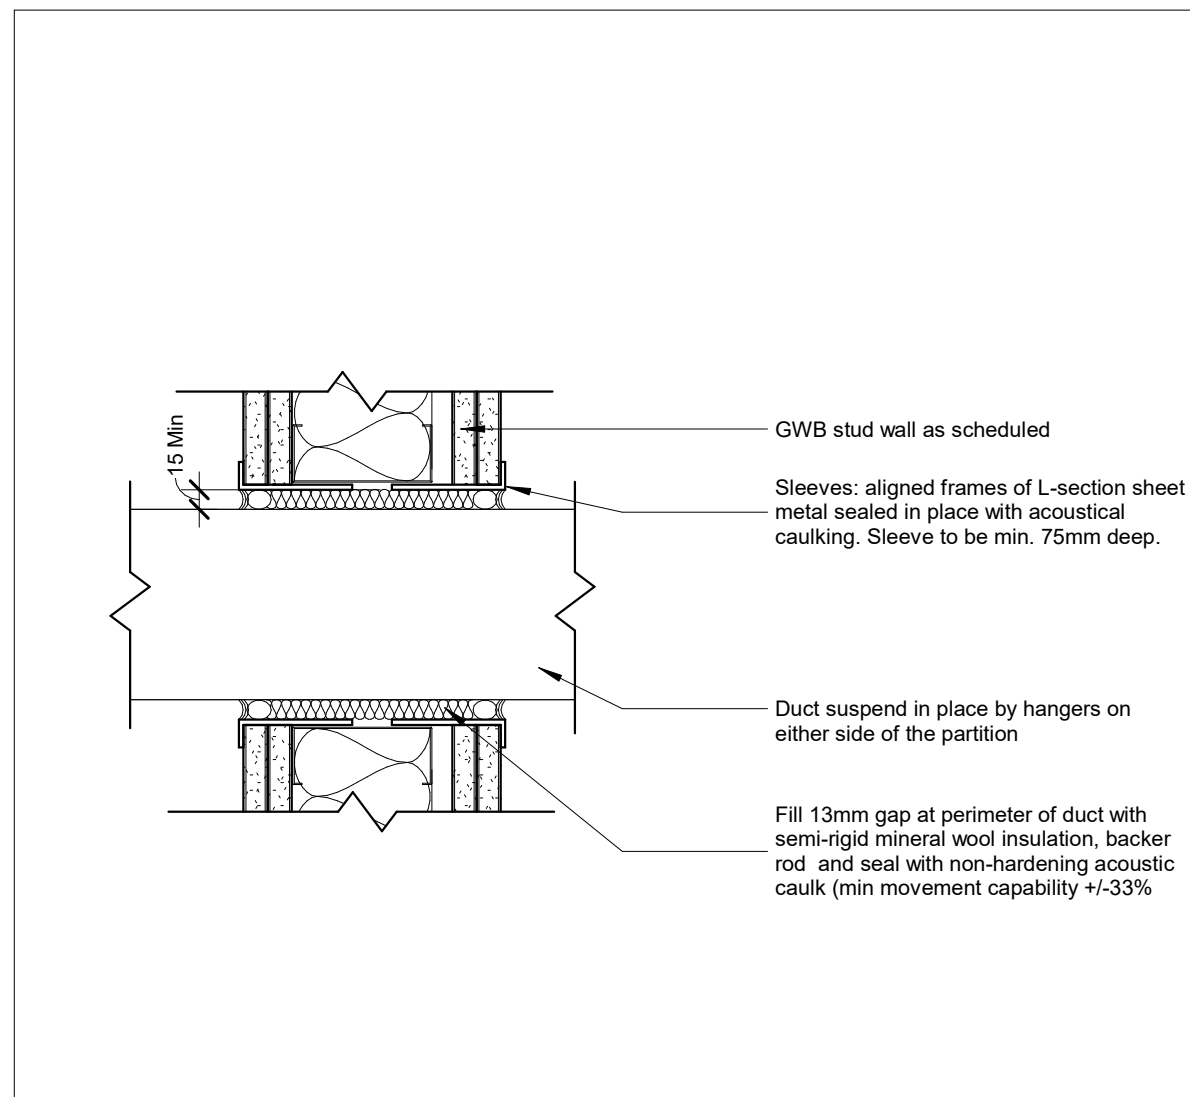 15 Min
GWB stud wall as scheduled
Sleeves: aligned frames of L-section sheet
metal sealed in place with acoustical
caulking. Sleeve to be min. 75mm deep.
Duct suspend in place by hangers on
either side of the partition
Fill 13mm gap at perimeter of duct with
semi-rigid mineral wool insulation, backer
rod and seal with non-hardening acoustic
caulk (min movement capability +/-33%